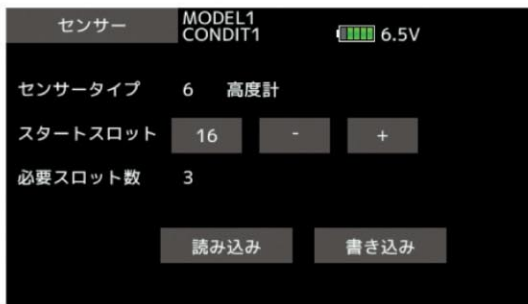 センサー
MODEL1
CONDIT1
6.5V
センサータイプ 6 高度計
スタートスロット 16 - +
必要スロット数 3
読み込み 書き込み